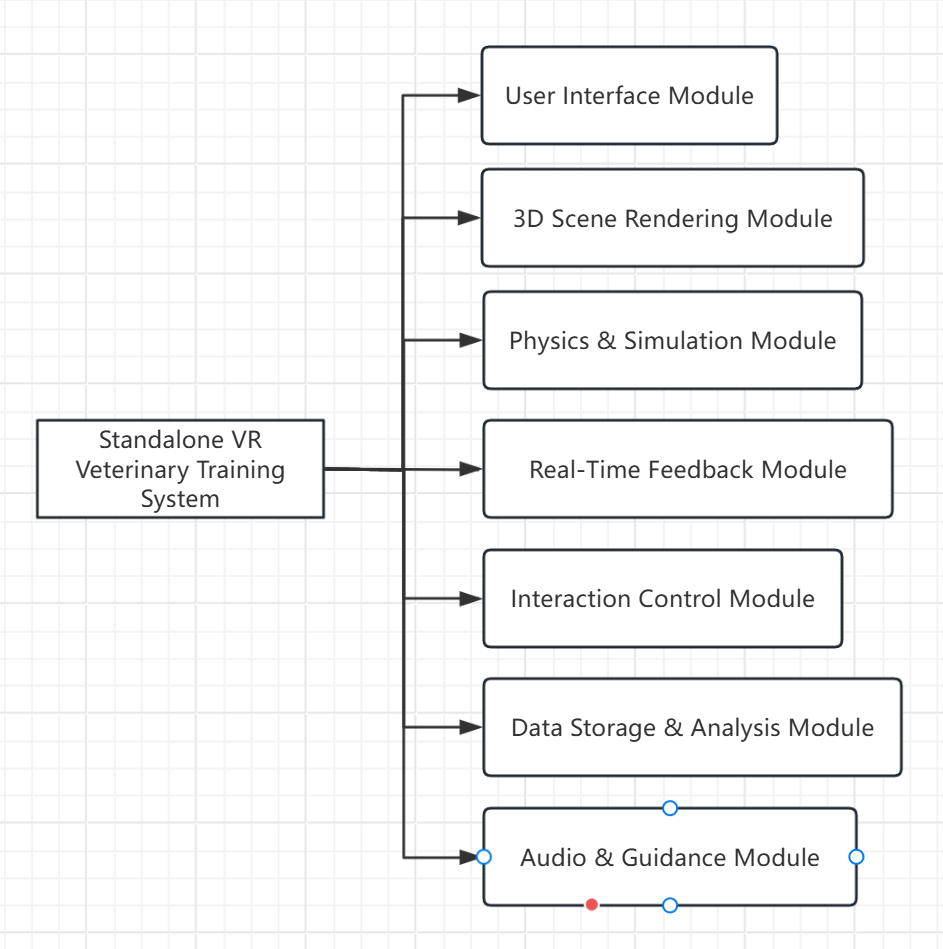 User Interface Module
3D Scene Rendering Module
Physics & Simulation Module
Standalone VR
Veterinary Training
System
Real-Time Feedback Module
Interaction Control Module
Data Storage & Analysis Module
Audio & Guidance Module